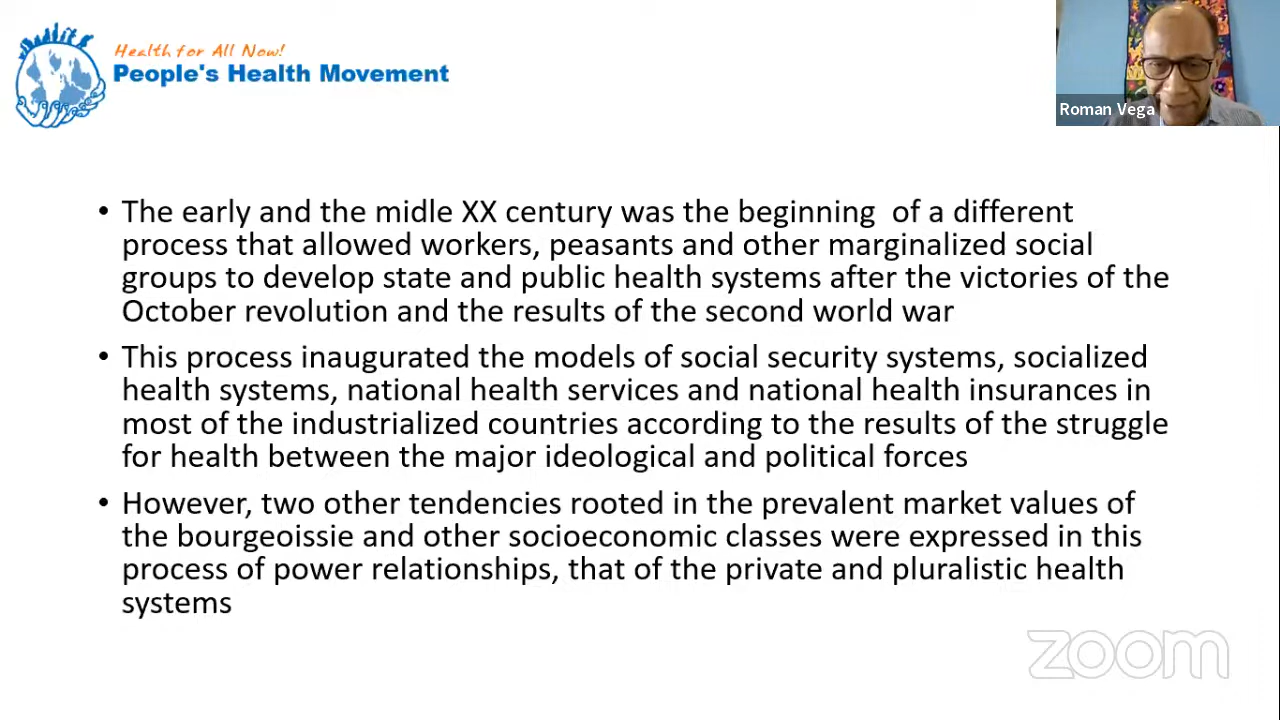 Health for All Now!
People's Health Movement
Roman Vega
• The early and the midle XX century was the beginning of a different
process that allowed workers, peasants and other marginalized social
groups to develop state and public health systems after the victories of the
October revolution and the results of the second world war
• This process inaugurated the models of social security systems, socialized
health systems, national health services and national health insurances in
most of the industrialized countries according to the results of the struggle
for health between the major ideological and political forces
• However, two other tendencies rooted in the prevalent market values of
the bourgeoissie and other socioeconomic classes were expressed in this
process of power relationships, that of the private and pluralistic health
systems
zoom